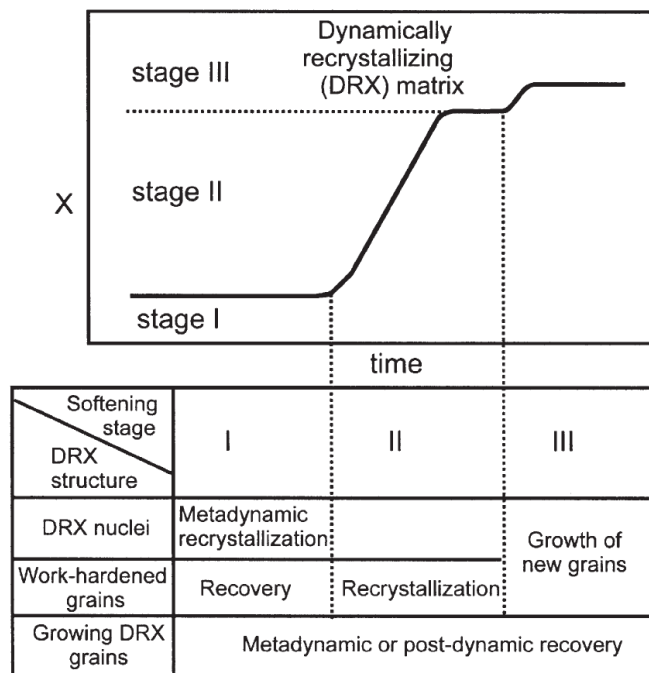 Dynamically
recrystallizing
(DRX) matrix
stage III
stage II
X
stage I
time
Softening
stage
DRX
structure
I
II
III
DRX nuclei
Metadynamic
recrystallization
Growth of
new grains
Work-hardened
grains
Recovery
Recrystallization
Growing DRX
grains
Metadynamic or post-dynamic recovery